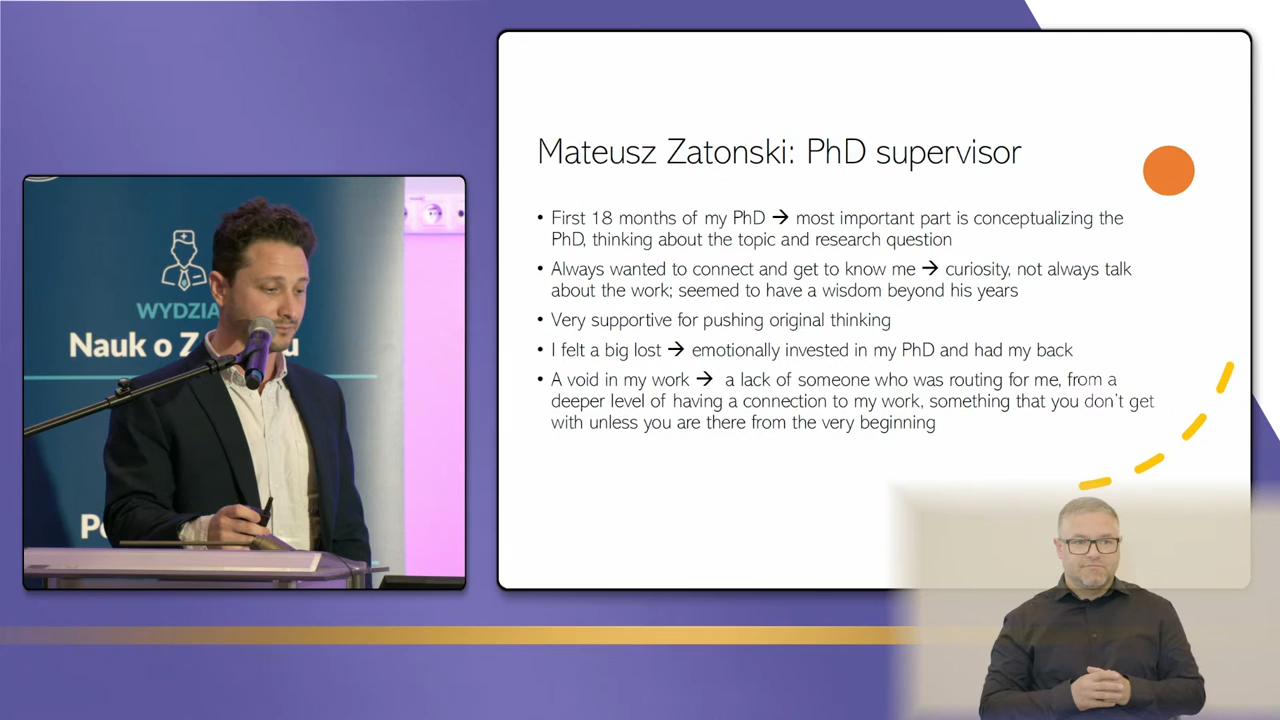 WYDZIA
Nauk o Z
u
Mateusz Zatonski: PhD supervisor
• First 18 months of my PhD → most important part is conceptualizing the
PhD, thinking about the topic and research question
• Always wanted to connect and get to know me → curiosity, not always talk
about the work; seemed to have a wisdom beyond his years
• Very supportive for pushing original thinking
• I felt a big lost → emotionally invested in my PhD and had my back
• A void in my work → a lack of someone who was routing for me, from a
deeper level of having a connection to my work, something that you don't get
with unless you are there from the very beginning